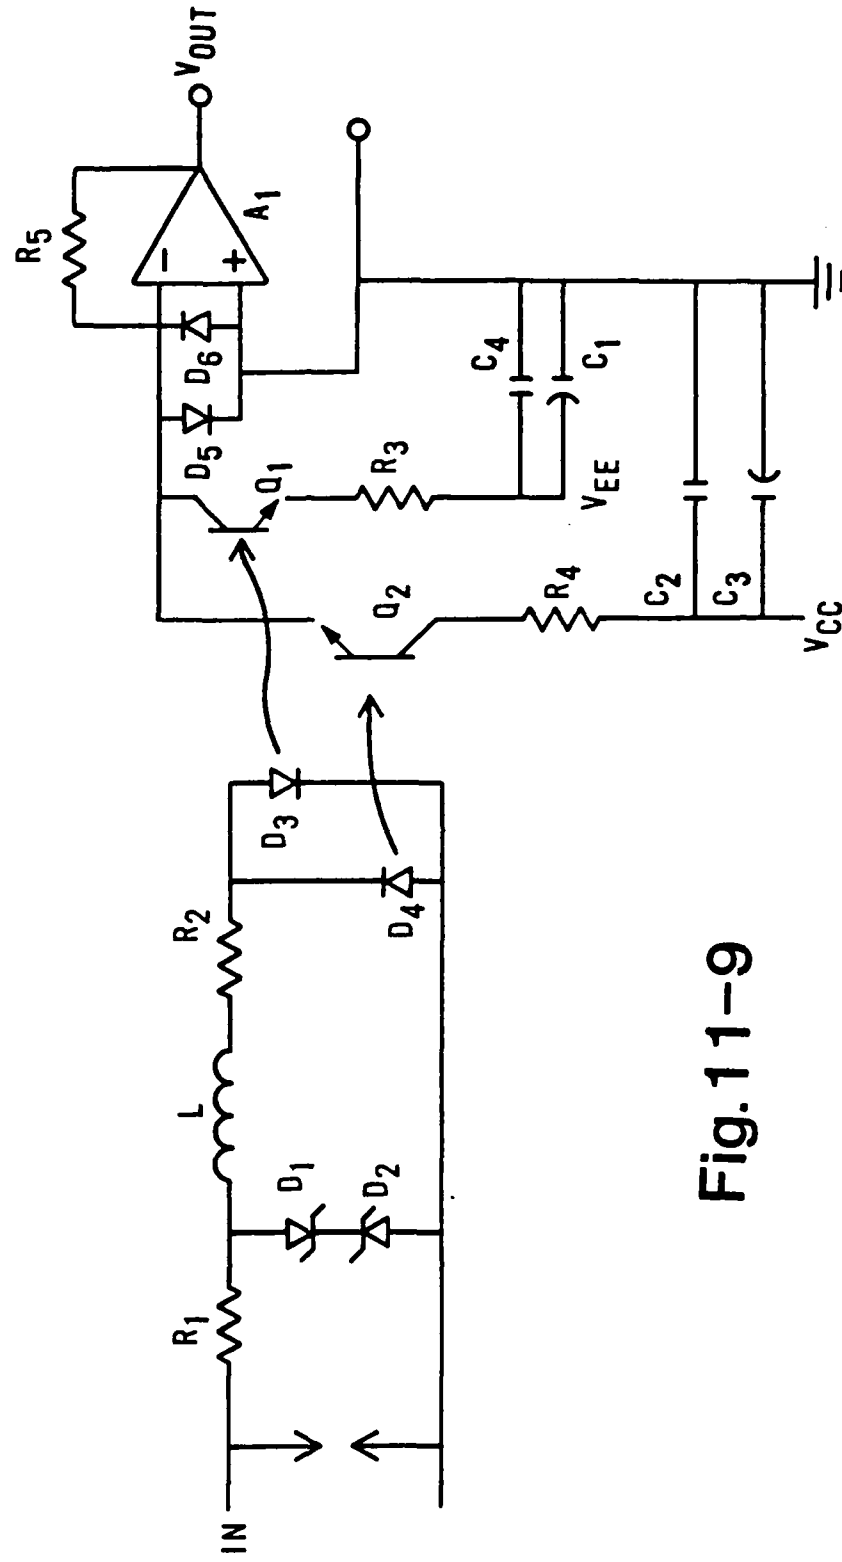 IN
R1
L
R2
D1
D2
D3
D4
Q1
Q2
D5
D6
R5
−
+
A1
VOUT
R3
R4
C4
C1
VEE
C2
C3
VCC
Fig.11-9